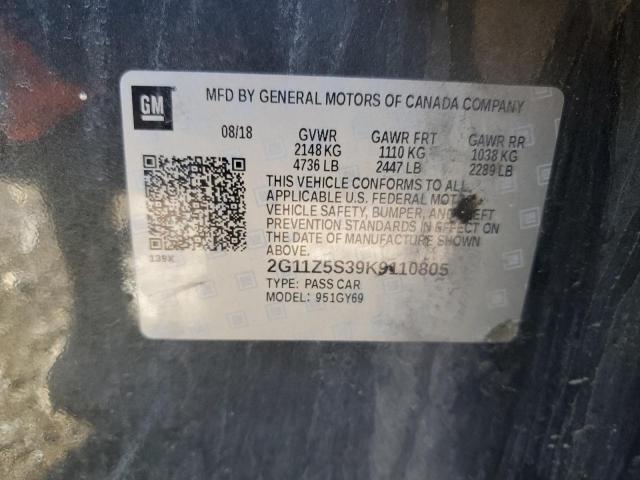 GM
MFD BY GENERAL MOTORS OF CANADA COMPANY
08/18 GVWR GAWR FRT GAWR RR
2148 KG 1110 KG 1038 KG
4736 LB 2447 LB 2289 LB
THIS VEHICLE CONFORMS TO ALL
APPLICABLE U.S. FEDERAL MOTOR
VEHICLE SAFETY, BUMPER, AND THEFT
PREVENTION STANDARDS IN EFFECT ON
THE DATE OF MANUFACTURE SHOWN
ABOVE.
139X
2G11Z5S39K9110805
TYPE: PASS CAR
MODEL: 951GY69